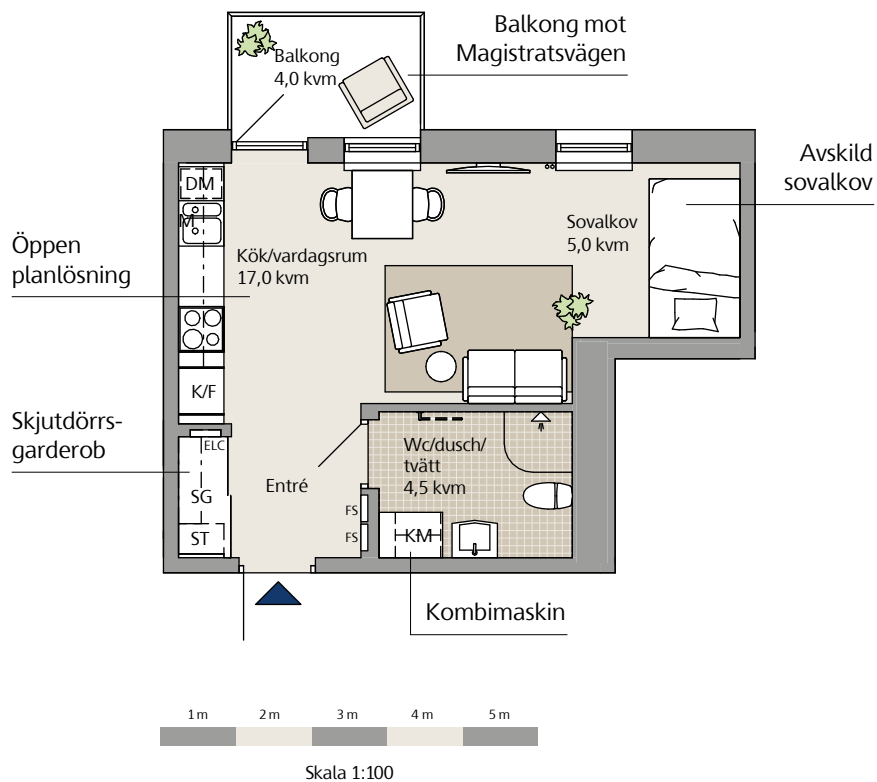 Balkong mot
Magistratsvägen
Balkong
4,0 kvm
Avskild
sovalkov
DM
M
Sovalkov
5,0 kvm
Öppen
planlösning
Kök/vardagsrum
17,0 kvm
K/F
Skjutdörrs-
garderob
ELC
Wc/dusch/
tvätt
4,5 kvm
Entré
SG
FS
ST
FS
KM
Kombimaskin
1 m 2 m 3 m 4 m 5 m
Skala 1:100